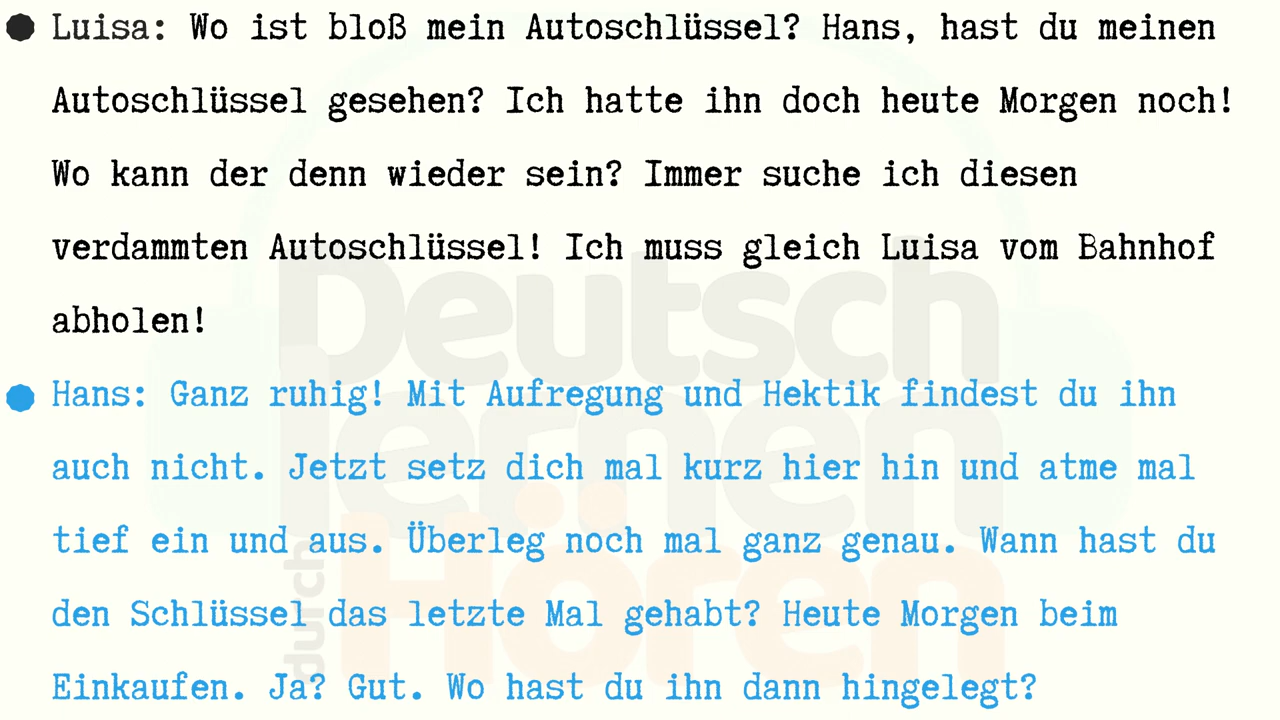 Luisa: Wo ist bloß mein Autoschlüssel? Hans, hast du meinen
Autoschlüssel gesehen? Ich hatte ihn doch heute Morgen noch!
Wo kann der denn wieder sein? Immer suche ich diesen
verdammten Autoschlüssel! Ich muss gleich Luisa vom Bahnhof
abholen!
Hans: Ganz ruhig! Mit Aufregung und Hektik findest du ihn
auch nicht. Jetzt setz dich mal kurz hier hin und atme mal
tief ein und aus. Überleg noch mal ganz genau. Wann hast du
den Schlüssel das letzte Mal gehabt? Heute Morgen beim
Einkaufen. Ja? Gut. Wo hast du ihn dann hingelegt?
Deutsch
lernen
durch
Hören